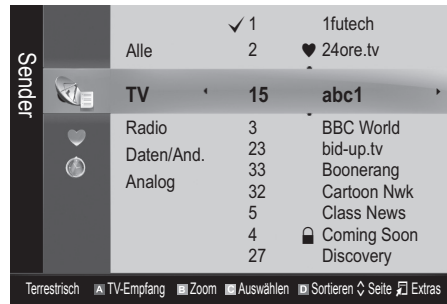 Sender
✓ 1 1futech
Alle 2 ♥ 24ore.tv
TV 15 abc1
Radio 3 BBC World
Daten/And. 23 bid-up.tv
Analog 33 Boonerang
32 Cartoon Nwk
5 Class News
4 Coming Soon
27 Discovery
Terrestrisch A TV-Empfang B Zoom C Auswählen D Sortieren Seite Extras